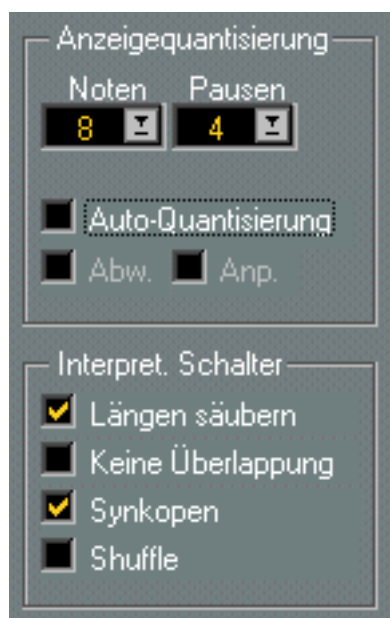 Anzeigequantisierung
Noten Pausen
8 4
Auto-Quantisierung
Abw. Anp.
Interpret. Schalter
Längen säubern
Keine Überlappung
Synkopen
Shuffle